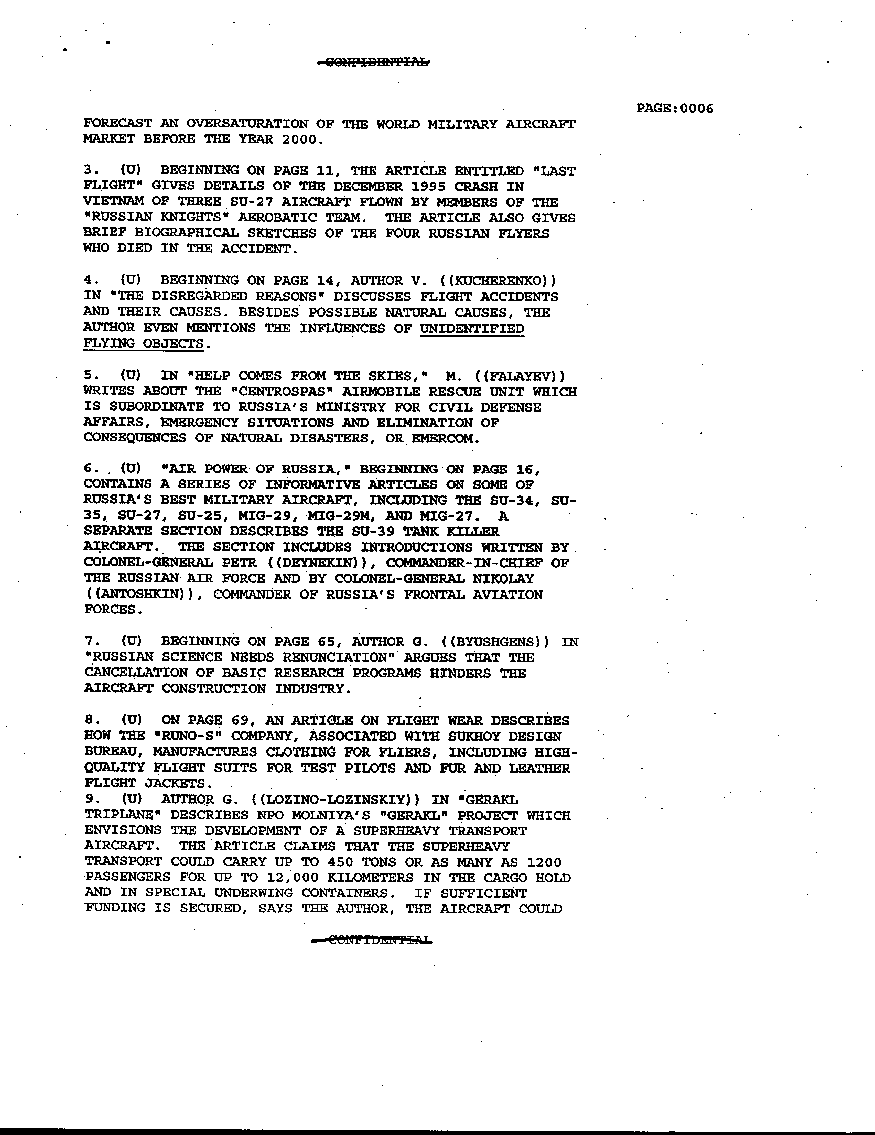 CONFIDENTIAL
PAGE:0006
FORECAST AN OVERSATURATION OF THE WORLD MILITARY AIRCRAFT
MARKET BEFORE THE YEAR 2000.
3. (U) BEGINNING ON PAGE 11, THE ARTICLE ENTITLED "LAST
FLIGHT" GIVES DETAILS OF THE DECEMBER 1995 CRASH IN
VIETNAM OF THREE SU-27 AIRCRAFT FLOWN BY MEMBERS OF THE
"RUSSIAN KNIGHTS" AEROBATIC TEAM. THE ARTICLE ALSO GIVES
BRIEF BIOGRAPHICAL SKETCHES OF THE FOUR RUSSIAN FLYERS
WHO DIED IN THE ACCIDENT.
4. (U) BEGINNING ON PAGE 14, AUTHOR V. ((KUCHERENKO))
IN "THE DISREGARDED REASONS" DISCUSSES FLIGHT ACCIDENTS
AND THEIR CAUSES. BESIDES POSSIBLE NATURAL CAUSES, THE
AUTHOR EVEN MENTIONS THE INFLUENCES OF UNIDENTIFIED
FLYING OBJECTS.
5. (U) IN "HELP COMES FROM THE SKIES," M. ((FALAYEV))
WRITES ABOUT THE "CENTROSPAS" AIRMOBILE RESCUE UNIT WHICH
IS SUBORDINATE TO RUSSIA'S MINISTRY FOR CIVIL DEFENSE
AFFAIRS, EMERGENCY SITUATIONS AND ELIMINATION OF
CONSEQUENCES OF NATURAL DISASTERS, OR EMERCOM.
6. (U) "AIR POWER OF RUSSIA," BEGINNING ON PAGE 16,
CONTAINS A SERIES OF INFORMATIVE ARTICLES ON SOME OF
RUSSIA'S BEST MILITARY AIRCRAFT, INCLUDING THE SU-34, SU-
35, SU-27, SU-25, MIG-29, MIG-29M, AND MIG-27. A
SEPARATE SECTION DESCRIBES THE SU-39 TANK KILLER
AIRCRAFT. THE SECTION INCLUDES INTRODUCTIONS WRITTEN BY
COLONEL-GENERAL PETR ((DEYNEKIN)), COMMANDER-IN-CHIEF OF
THE RUSSIAN AIR FORCE AND BY COLONEL-GENERAL NIKOLAY
((ANTOSHKIN)), COMMANDER OF RUSSIA'S FRONTAL AVIATION
FORCES.
7. (U) BEGINNING ON PAGE 65, AUTHOR G. ((BYUSHGENS)) IN
"RUSSIAN SCIENCE NEEDS RENUNCIATION" ARGUES THAT THE
CANCELLATION OF BASIC RESEARCH PROGRAMS HINDERS THE
AIRCRAFT CONSTRUCTION INDUSTRY.
8. (U) ON PAGE 69, AN ARTICLE ON FLIGHT WEAR DESCRIBES
HOW THE "RUNO-S" COMPANY, ASSOCIATED WITH SUKHOY DESIGN
BUREAU, MANUFACTURES CLOTHING FOR FLIERS, INCLUDING HIGH-
QUALITY FLIGHT SUITS FOR TEST PILOTS AND FUR AND LEATHER
FLIGHT JACKETS.
9. (U) AUTHOR G. ((LOZINO-LOZINSKIY)) IN "GERAKL
TRIPLANE" DESCRIBES NPO MOLNIYA'S "GERAKL" PROJECT WHICH
ENVISIONS THE DEVELOPMENT OF A SUPERHEAVY TRANSPORT
AIRCRAFT. THE ARTICLE CLAIMS THAT THE SUPERHEAVY
TRANSPORT COULD CARRY UP TO 450 TONS OR AS MANY AS 1200
PASSENGERS FOR UP TO 12,000 KILOMETERS IN THE CARGO HOLD
AND IN SPECIAL UNDERWING CONTAINERS. IF SUFFICIENT
FUNDING IS SECURED, SAYS THE AUTHOR, THE AIRCRAFT COULD
CONFIDENTIAL